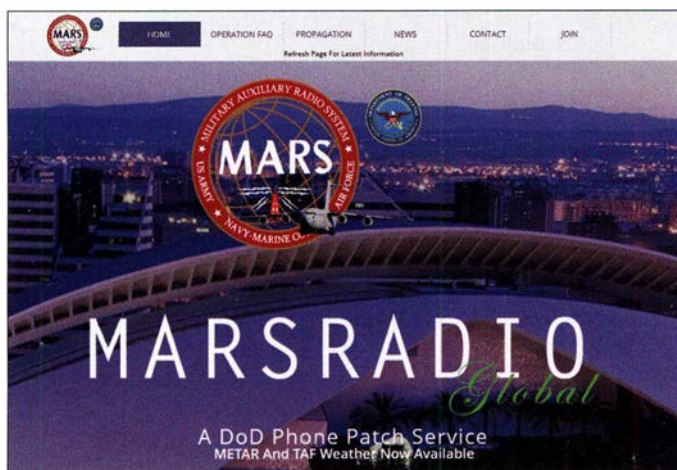 MARS
HOME
OPERATION FAQ
PROPAGATION
NEWS
CONTACT
JOIN
Refresh Page For Latest Information
MILITARY AUXILIARY RADIO SYSTEM
MARS
US ARMY
NAVY-MARINE
AIR FORCE
MARSRADIO
Global
A DoD Phone Patch Service
METAR And TAF Weather Now Available